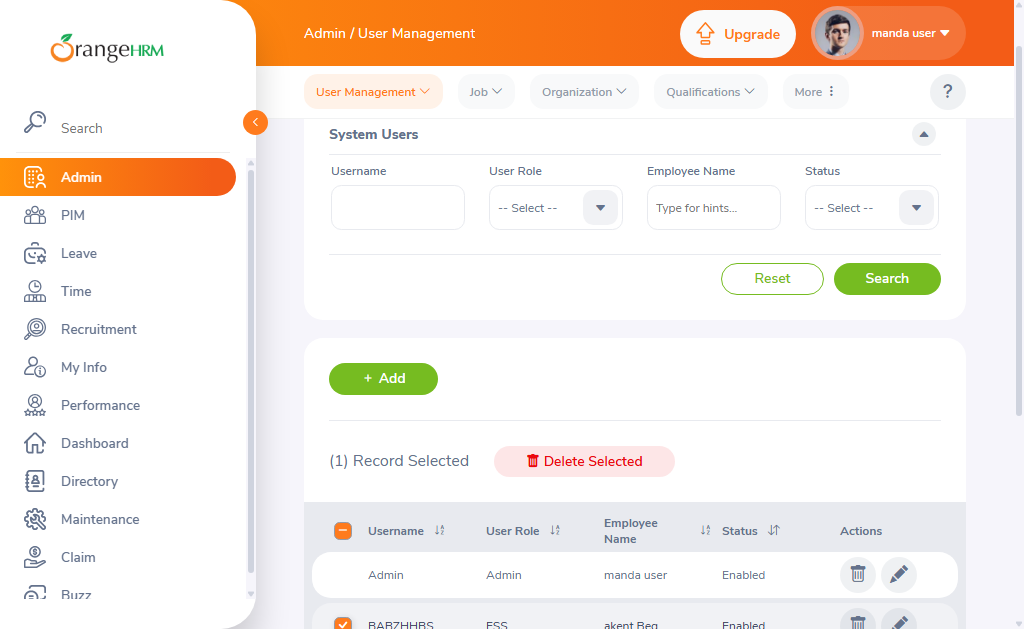 OrangeHRM
Search
Admin
PIM
Leave
Time
Recruitment
My Info
Performance
Dashboard
Directory
Maintenance
Claim
Buzz
Admin / User Management
Upgrade
manda user
User Management
Job
Organization
Qualifications
More
?
System Users
Username
User Role
Employee Name
Status
-- Select --
Type for hints...
-- Select --
Reset
Search
+ Add
(1) Record Selected
Delete Selected
Username
User Role
Employee
Name
Status
Actions
Admin
Admin
manda user
Enabled
BABZHHBS
ESS
akent Beg
Enabled